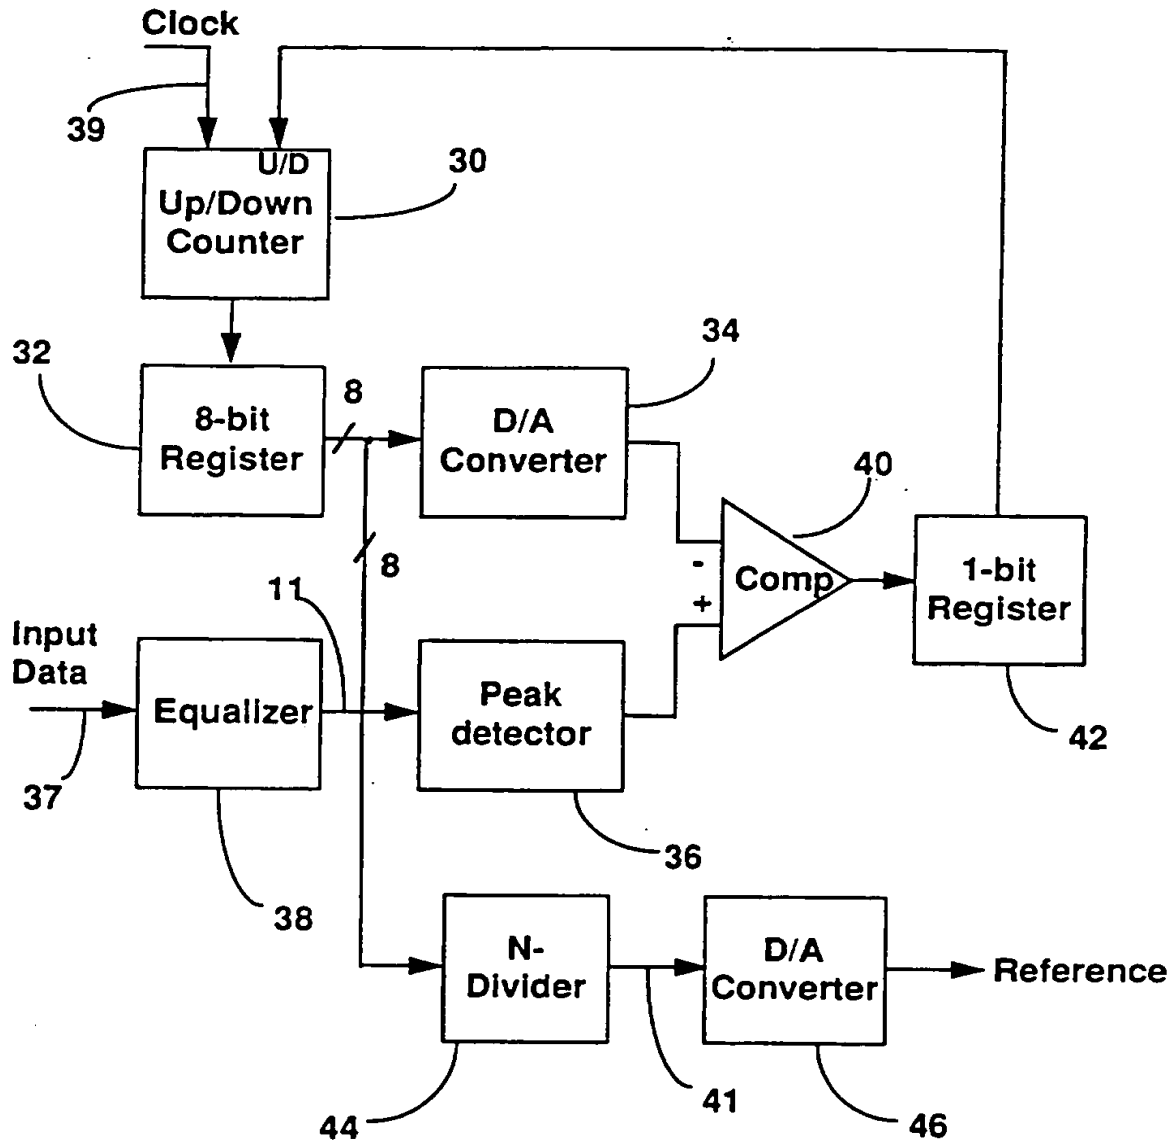 Clock
39
U/D
Up/Down
Counter
30
32
8-bit
Register
8
D/A
Converter
34
8
40
-
+
Comp
1-bit
Register
42
11
Input
Data
37
Equalizer
38
Peak
detector
36
N-
Divider
44
41
D/A
Converter
46
Reference